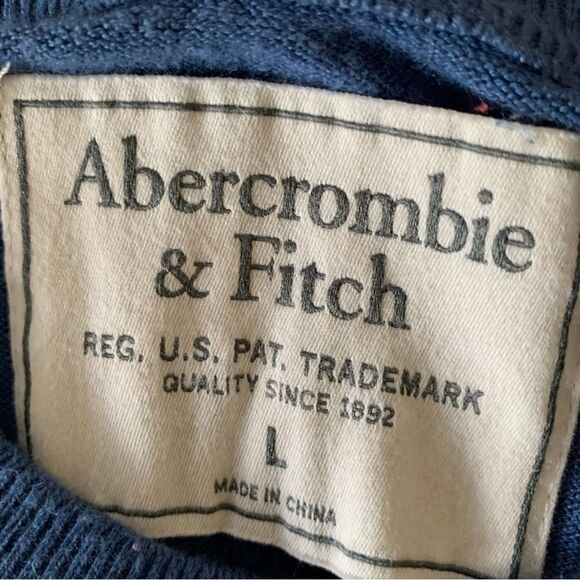 Abercrombie
& Fitch
REG. U.S. PAT. TRADEMARK
QUALITY SINCE 1892
L
MADE IN CHINA